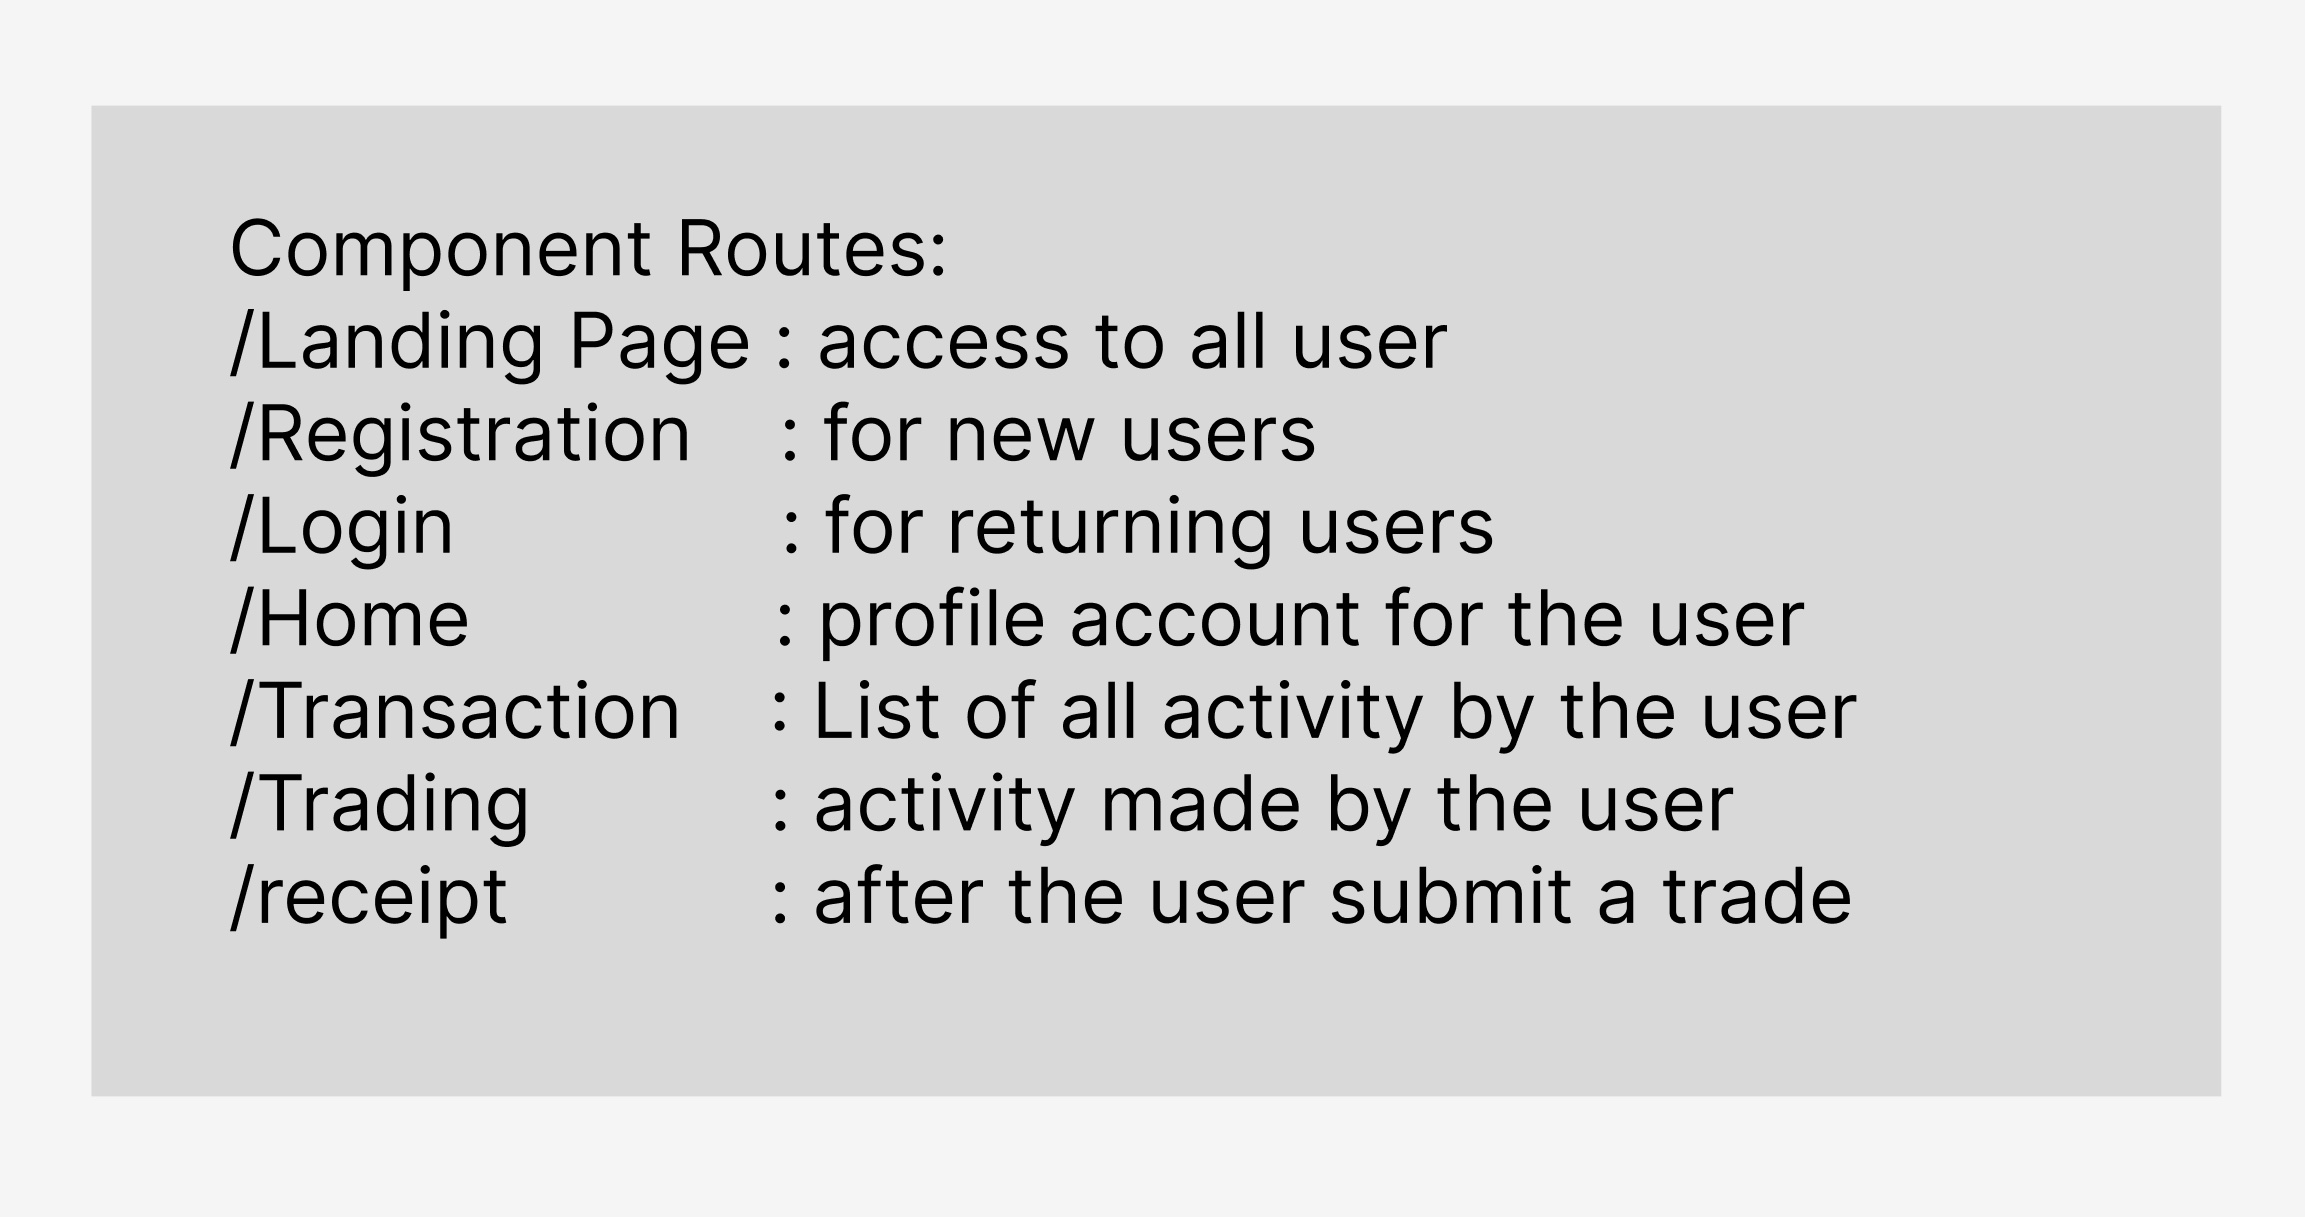 Component Routes:
/Landing Page : access to all user
/Registration : for new users
/Login : for returning users
/Home : profile account for the user
/Transaction : List of all activity by the user
/Trading : activity made by the user
/receipt : after the user submit a trade